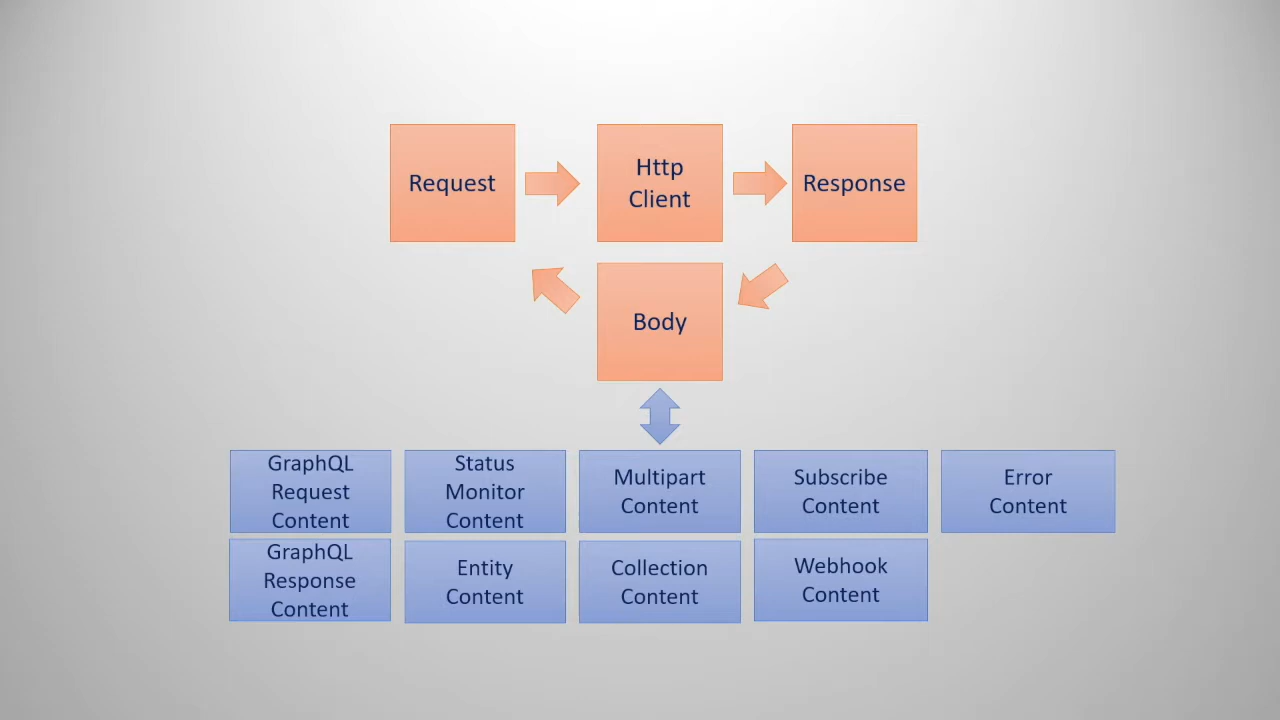 Request
Http
Client
Response
Body
GraphQL
Request
Content
Status
Monitor
Content
Multipart
Content
Subscribe
Content
Error
Content
GraphQL
Response
Content
Entity
Content
Collection
Content
Webhook
Content